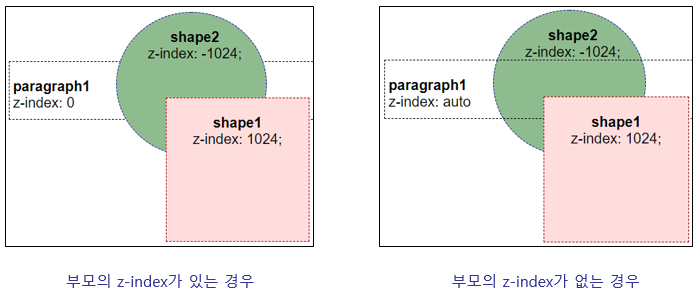 shape2
z-index: -1024;
paragraph1
z-index: 0
shape1
z-index: 1024;
부모의 z-index가 있는 경우
shape2
z-index: -1024;
paragraph1
z-index: auto
shape1
z-index: 1024;
부모의 z-index가 없는 경우